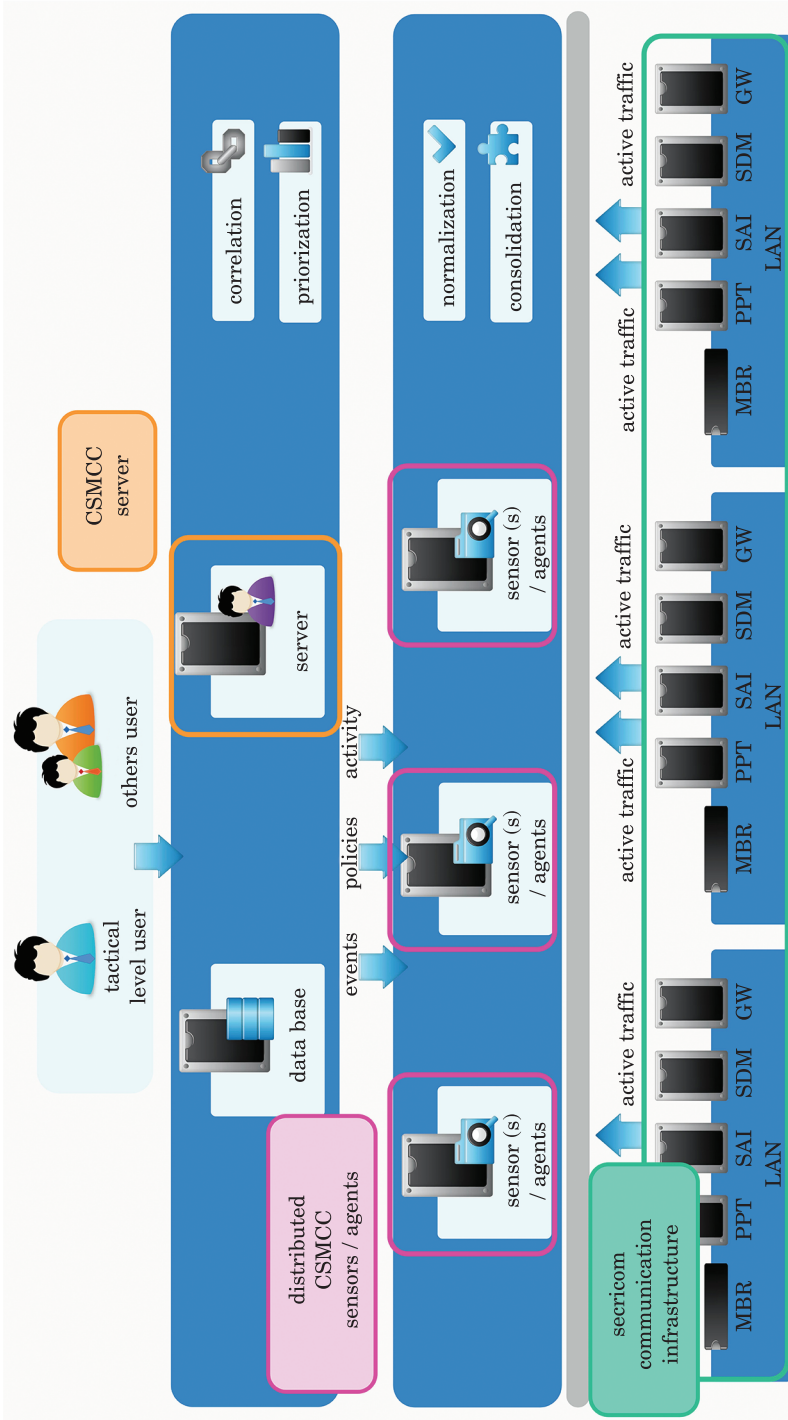 tactical
level user
others user
CSMCC
server
data base
server
correlation
priorization
distributed
CSMCC
sensors / agents
events
policies
activity
sensor (s)
/ agents
sensor (s)
/ agents
sensor (s)
/ agents
normalization
consolidation
secricom
communication
infrastructure
active traffic
active traffic
active traffic
active traffic
active traffic
MBR
PPT
SAI
SDM
GW
LAN
MBR
PPT
SAI
SDM
GW
LAN
MBR
PPT
SAI
SDM
GW
LAN